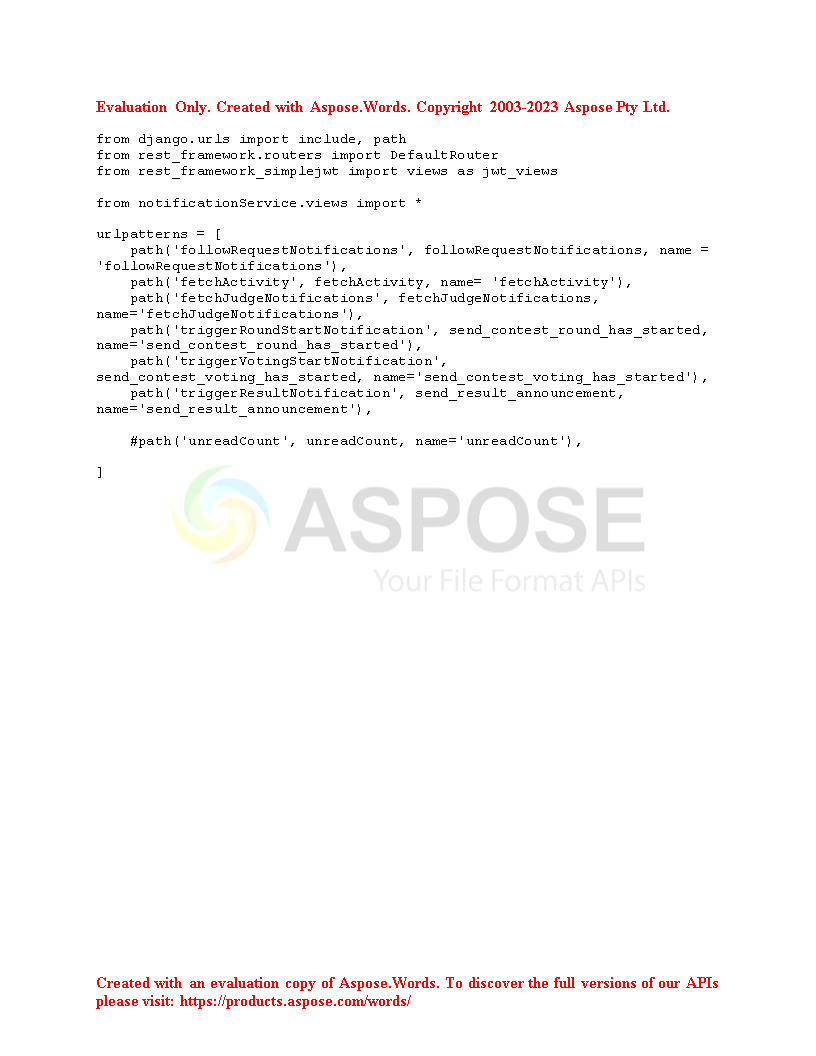 Evaluation Only. Created with Aspose.Words. Copyright 2003-2023 Aspose Pty Ltd.
from django.urls import include, path
from rest_framework.routers import DefaultRouter
from rest_framework_simplejwt import views as jwt_views
from notificationService.views import *
urlpatterns = [
    path('followRequestNotifications', followRequestNotifications, name =
'followRequestNotifications'),
    path('fetchActivity', fetchActivity, name= 'fetchActivity'),
    path('fetchJudgeNotifications', fetchJudgeNotifications,
name='fetchJudgeNotifications'),
    path('triggerRoundStartNotification', send_contest_round_has_started,
name='send_contest_round_has_started'),
    path('triggerVotingStartNotification',
send_contest_voting_has_started, name='send_contest_voting_has_started'),
    path('triggerResultNotification', send_result_announcement,
name='send_result_announcement'),
    #path('unreadCount', unreadCount, name='unreadCount'),
]
ASPOSE
Your File Format APIs
Created with an evaluation copy of Aspose.Words. To discover the full versions of our APIs
please visit: https://products.aspose.com/words/